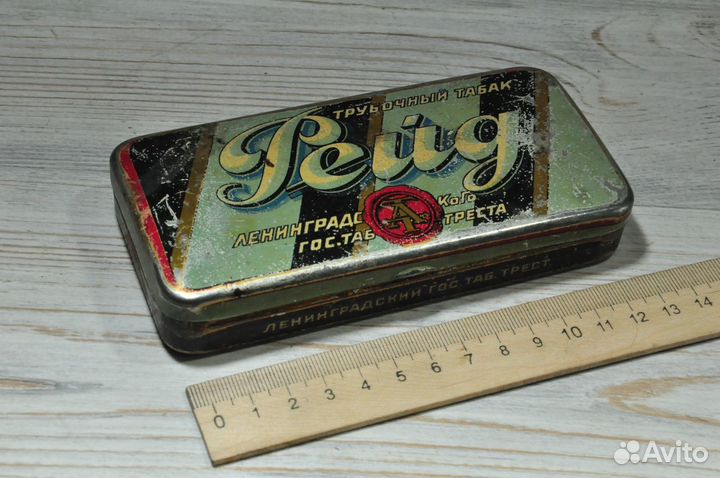 ТРУБОЧНЫЙ ТАБАК
Рейд
ЛЕНИНГРАДС КоГо
ГОС.ТАБ ТРЕСТА
ЛЕНИНГРАДСКИЙ ГОС. ТАБ. ТРЕСТ
0 1 2 3 4 5 6 7 8 9 10 11 12 13 14
Avito